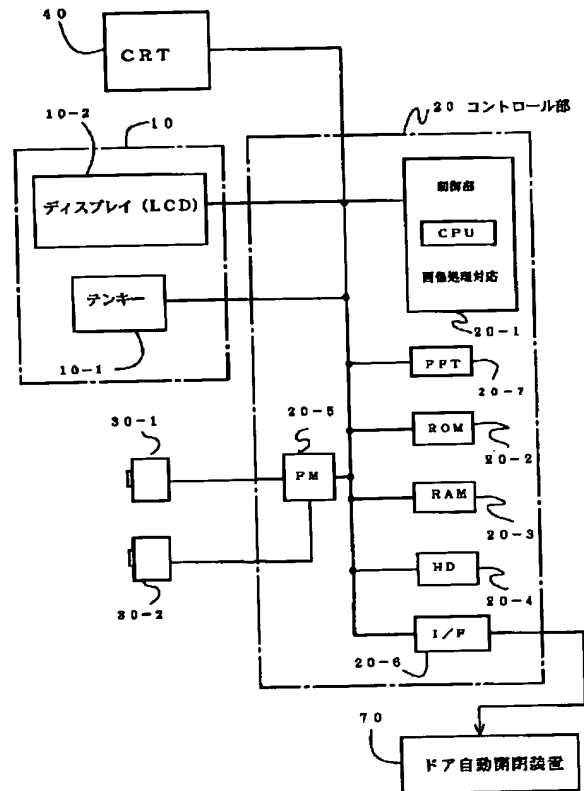 40
CRT
10-2
10
ディスプレイ(LCD)
テンキー
10-1
20 コントロール部
制御部
CPU
画像処理対応
20-1
PPT
20-7
ROM
20-2
RAM
20-3
HD
20-4
I/F
20-6
30-1
20-5
FM
30-2
70
ドア自動開閉装置